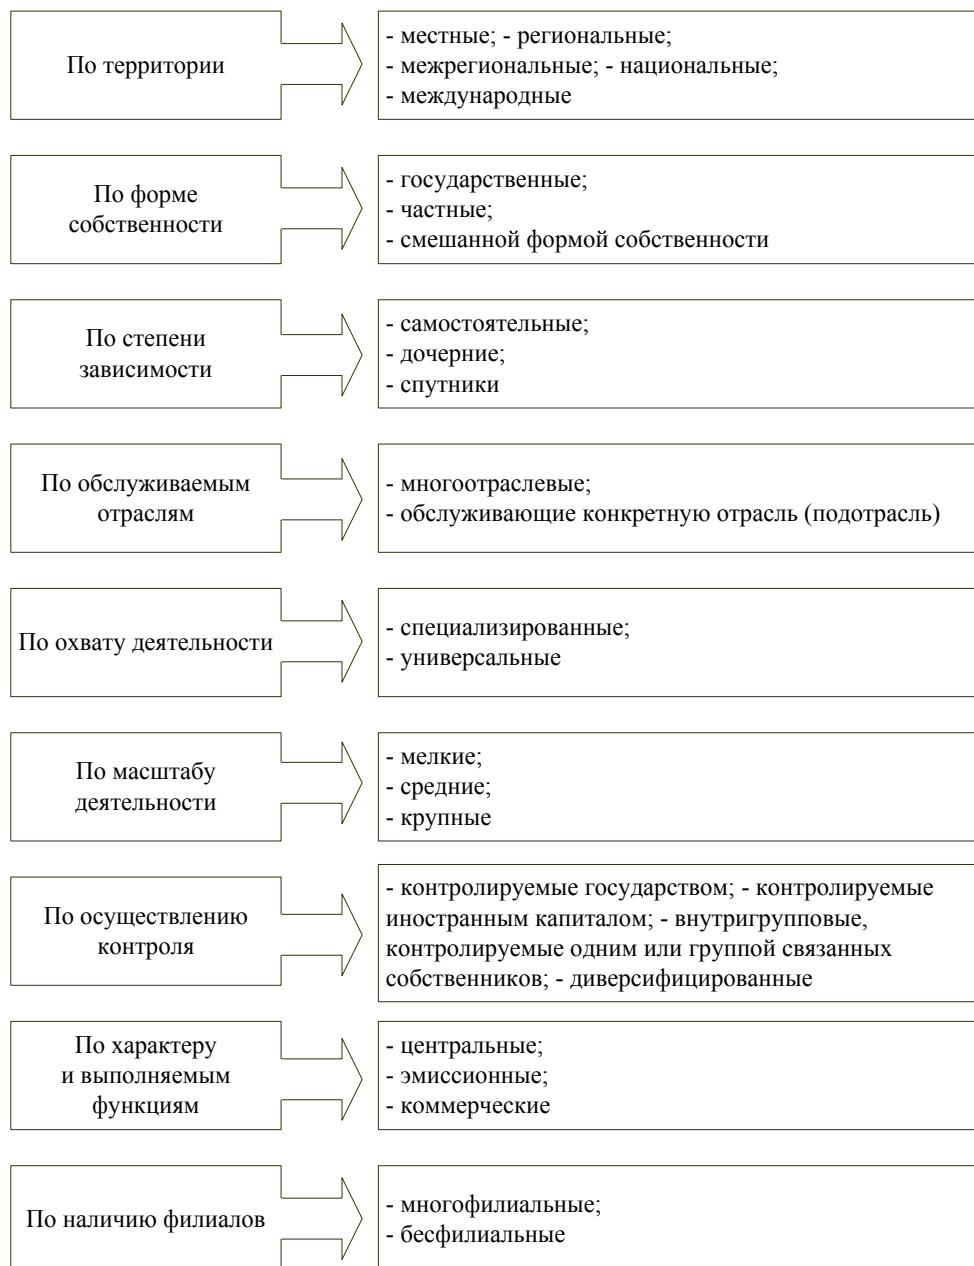 По территории
- местные; - региональные;
- межрегиональные; - национальные;
- международные
По форме
собственности
- государственные;
- частные;
- смешанной формой собственности
По степени
зависимости
- самостоятельные;
- дочерние;
- спутники
По обслуживаемым
отраслям
- многоотраслевые;
- обслуживающие конкретную отрасль (подотрасль)
По охвату деятельности
- специализированные;
- универсальные
По масштабу
деятельности
- мелкие;
- средние;
- крупные
По осуществлению
контроля
- контролируемые государством; - контролируемые
иностранным капиталом; - внутригрупповые,
контролируемые одним или группой связанных
собственников; - диверсифицированные
По характеру
и выполняемым
функциям
- центральные;
- эмиссионные;
- коммерческие
По наличию филиалов
- многофилиальные;
- бесфилиальные